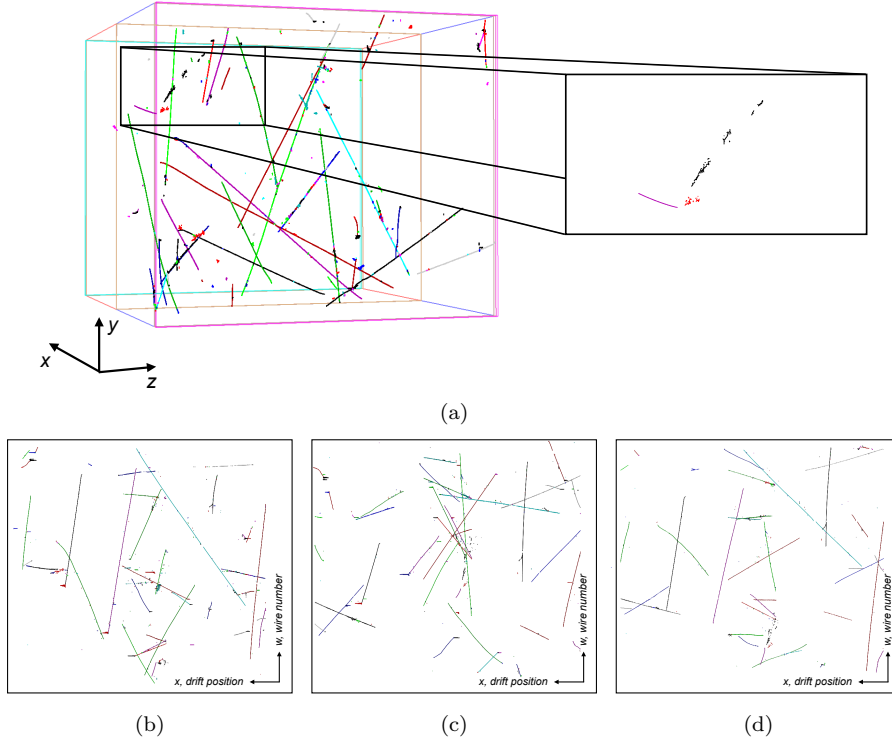 y
x
z
(a)
w, wire number
x, drift position
w, wire number
x, drift position
w, wire number
x, drift position
(b)
(c)
(d)